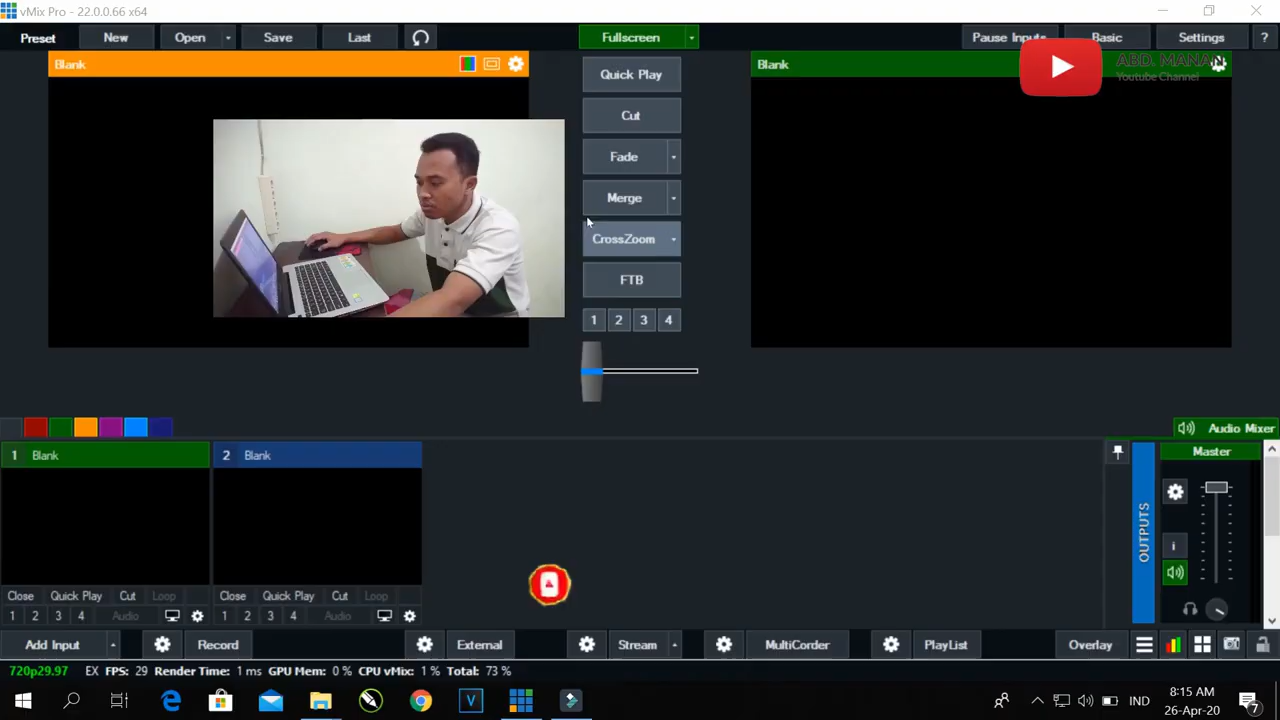 vMix Pro - 22.0.0.66 x64
Preset New Open Save Last Fullscreen Pause Inputs Basic Settings ?
Blank
Blank
ABD. MANAN
Youtube Channel
Quick Play
Cut
Fade
Merge
CrossZoom
FTB
1 2 3 4
Audio Mixer
1 Blank
2 Blank
Master
OUTPUTS
i
Close Quick Play Cut Loop
Close Quick Play Cut Loop
1 2 3 4 Audio
1 2 3 4 Audio
Add Input Record External Stream MultiCorder PlayList Overlay
720p29.97 EX FPS: 29 Render Time: 1 ms GPU Mem: 0 % CPU vMix: 1 % Total: 73 %
IND
8:15 AM
26-Apr-20
7